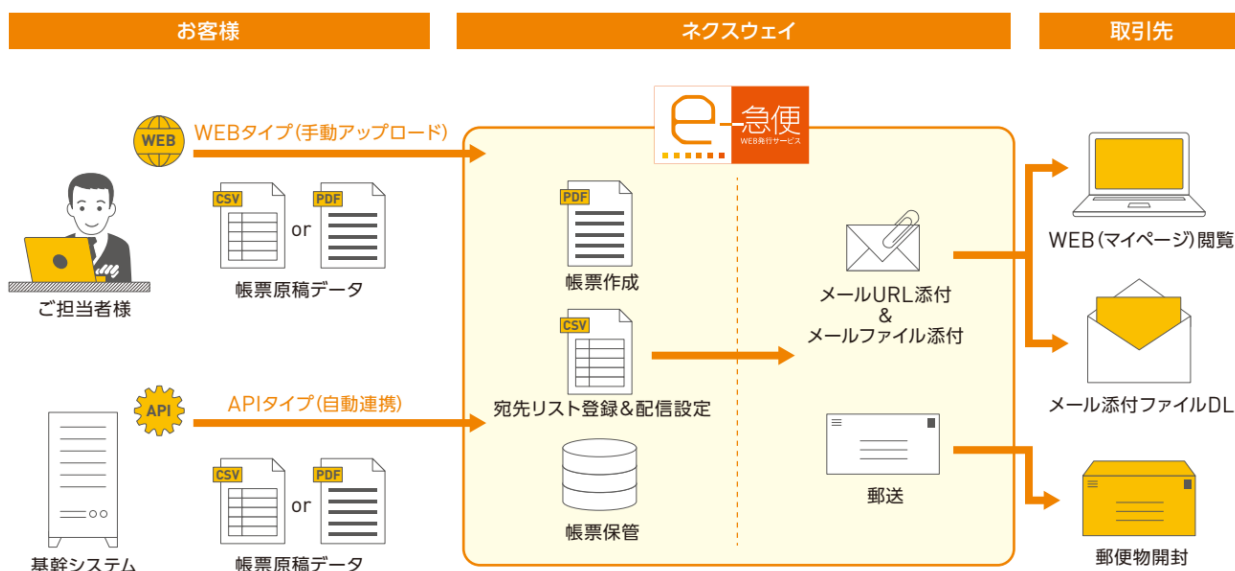 お客様
ネクスウェイ
取引先
WEB
WEBタイプ(手動アップロード)
CSV
or
PDF
帳票原稿データ
ご担当者様
API
APIタイプ(自動連携)
CSV
or
PDF
帳票原稿データ
基幹システム
e-急便
WEB発行サービス
PDF
帳票作成
CSV
宛先リスト登録&配信設定
帳票保管
メールURL添付
&
メールファイル添付
郵送
WEB(マイページ)閲覧
メール添付ファイルDL
郵便物開封